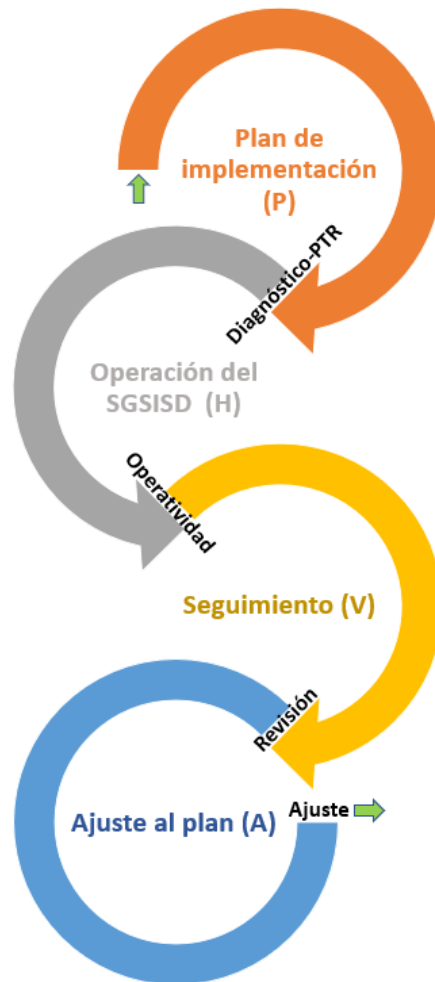 Plan de
implementación
(P)
Diagnóstico-PTR
Operación del
SGSISD (H)
Operatividad
Seguimiento (V)
Revisión
Ajuste
Ajuste al plan (A)